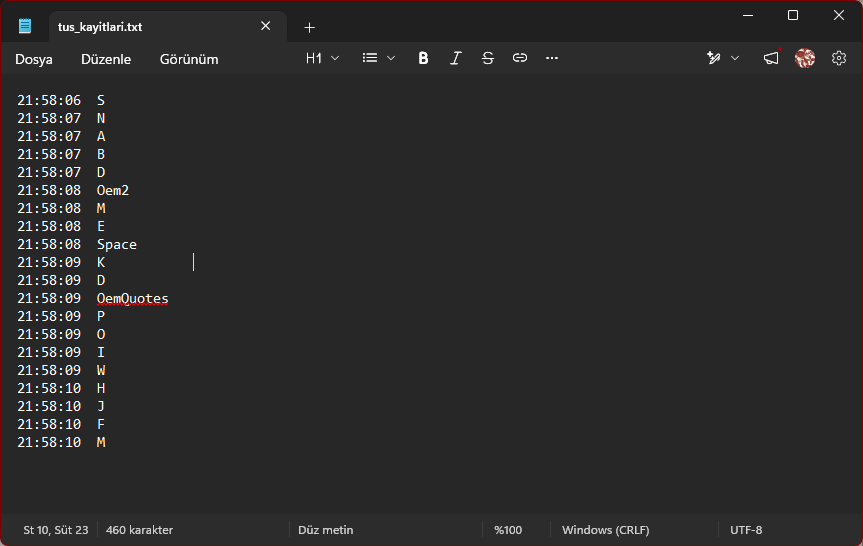 tus_kayitlari.txt
Dosya Düzenle Görünüm H1 B I S
21:58:06 S
21:58:07 N
21:58:07 A
21:58:07 B
21:58:07 D
21:58:08 Oem2
21:58:08 M
21:58:08 E
21:58:08 Space
21:58:09 K
21:58:09 D
21:58:09 OemQuotes
21:58:09 P
21:58:09 O
21:58:09 I
21:58:09 W
21:58:10 H
21:58:10 J
21:58:10 F
21:58:10 M
St 10, Süt 23 460 karakter Düz metin %100 Windows (CRLF) UTF-8